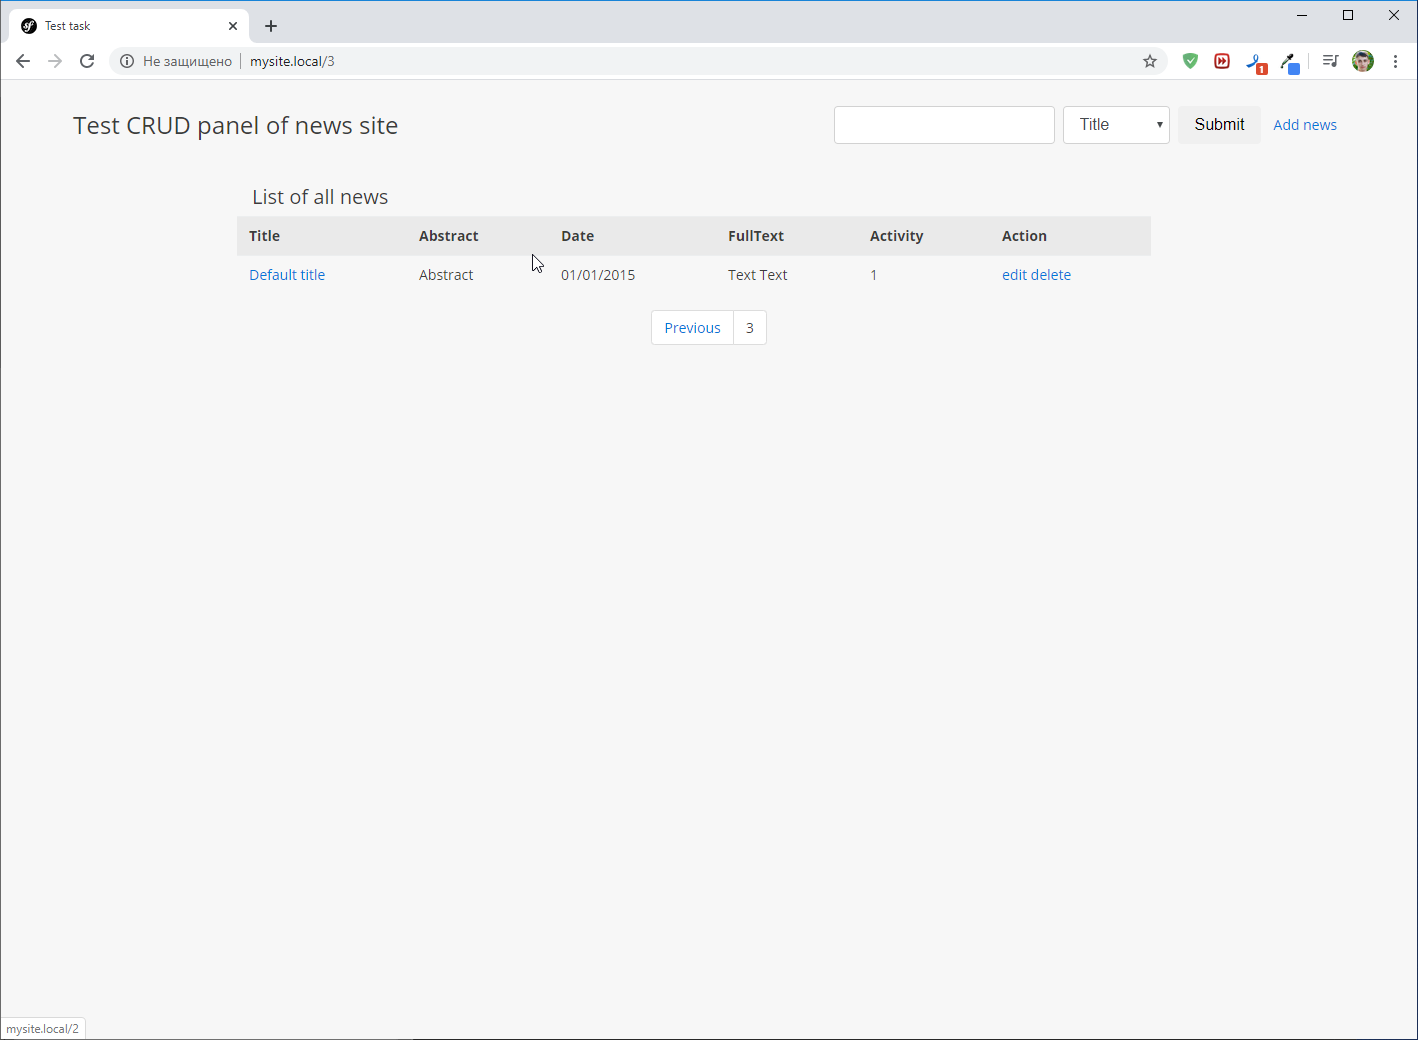 Test task
Не защищено mysite.local/3
1
Test CRUD panel of news site Title Submit Add news
List of all news
Title Abstract Date FullText Activity Action
Default title Abstract 01/01/2015 Text Text 1 edit delete
Previous 3
mysite.local/2